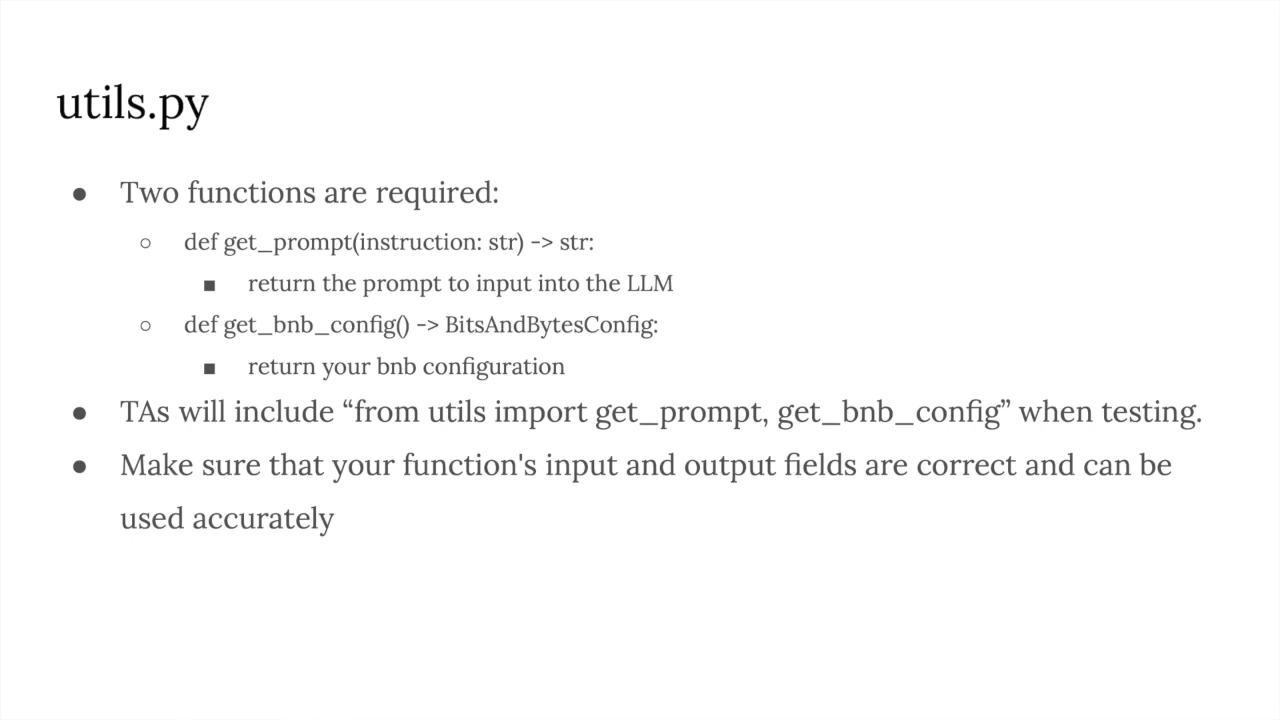 utils.py
● Two functions are required:
○ def get_prompt(instruction: str) -> str:
■ return the prompt to input into the LLM
○ def get_bnb_config() -> BitsAndBytesConfig:
■ return your bnb configuration
● TAs will include “from utils import get_prompt, get_bnb_config” when testing.
● Make sure that your function's input and output fields are correct and can be
used accurately